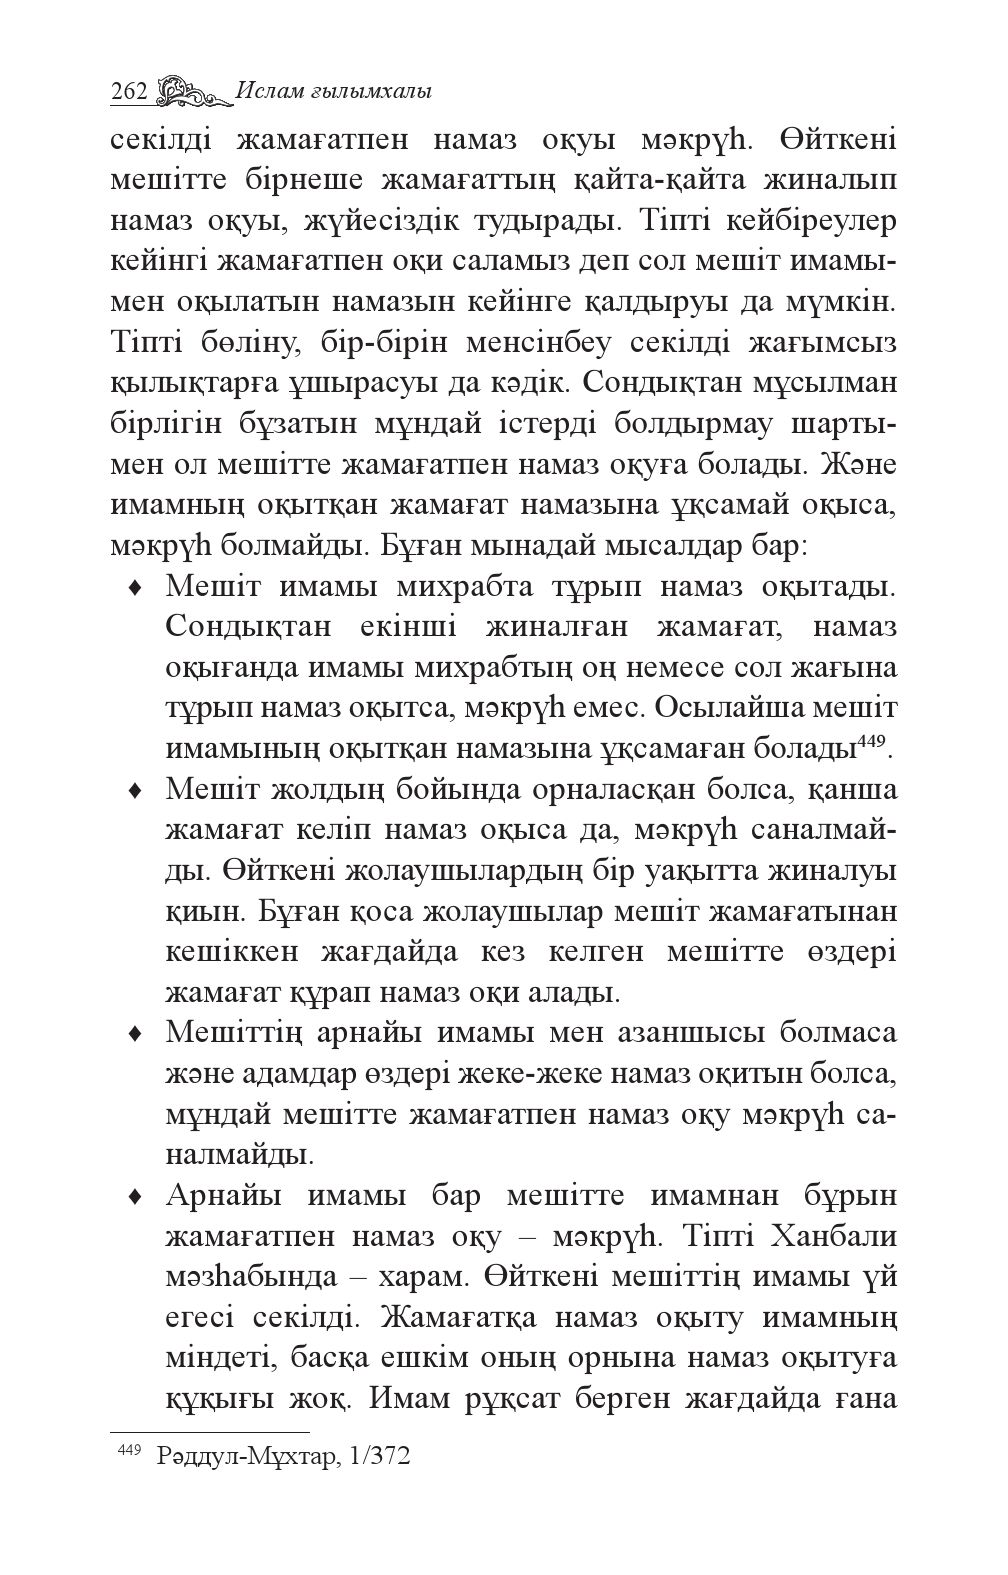 262 Ислам ғылымхалы
секілді жамағатпен намаз оқуы мәкрүһ. Өйткені
мешітте бірнеше жамағаттың қайта-қайта жиналып
намаз оқуы, жүйесіздік тудырады. Тіпті кейбіреулер
кейінгі жамағатпен оқи саламыз деп сол мешіт имамы-
мен оқылатын намазын кейінге қалдыруы да мүмкін.
Тіпті бөліну, бір-бірін менсінбеу секілді жағымсыз
қылықтарға ұшырасуы да кәдік. Сондықтан мұсылман
бірлігін бұзатын мұндай істерді болдырмау шарты-
мен ол мешітте жамағатпен намаз оқуға болады. Және
имамның оқытқан жамағат намазына ұқсамай оқыса,
мәкрүһ болмайды. Бұған мынадай мысалдар бар:
♦ Мешіт имамы михрабта тұрып намаз оқытады.
Сондықтан екінші жиналған жамағат, намаз
оқығанда имамы михрабтың оң немесе сол жағына
тұрып намаз оқытса, мәкрүһ емес. Осылайша мешіт
имамының оқытқан намазына ұқсамаған болады⁴⁴⁹.
♦ Мешіт жолдың бойында орналасқан болса, қанша
жамағат келіп намаз оқыса да, мәкрүһ саналмай-
ды. Өйткені жолаушылардың бір уақытта жиналуы
қиын. Бұған қоса жолаушылар мешіт жамағатынан
кешіккен жағдайда кез келген мешітте өздері
жамағат құрап намаз оқи алады.
♦ Мешіттің арнайы имамы мен азаншысы болмаса
және адамдар өздері жеке-жеке намаз оқитын болса,
мұндай мешітте жамағатпен намаз оқу мәкрүһ са-
налмайды.
♦ Арнайы имамы бар мешітте имамнан бұрын
жамағатпен намаз оқу – мәкрүһ. Тіпті Ханбали
мәзһабында – харам. Өйткені мешіттің имамы үй
егесі секілді. Жамағатқа намаз оқыту имамның
міндеті, басқа ешкім оның орнына намаз оқытуға
құқығы жоқ. Имам рұқсат берген жағдайда ғана
⁴⁴⁹ Рәддул-Мұхтар, 1/372